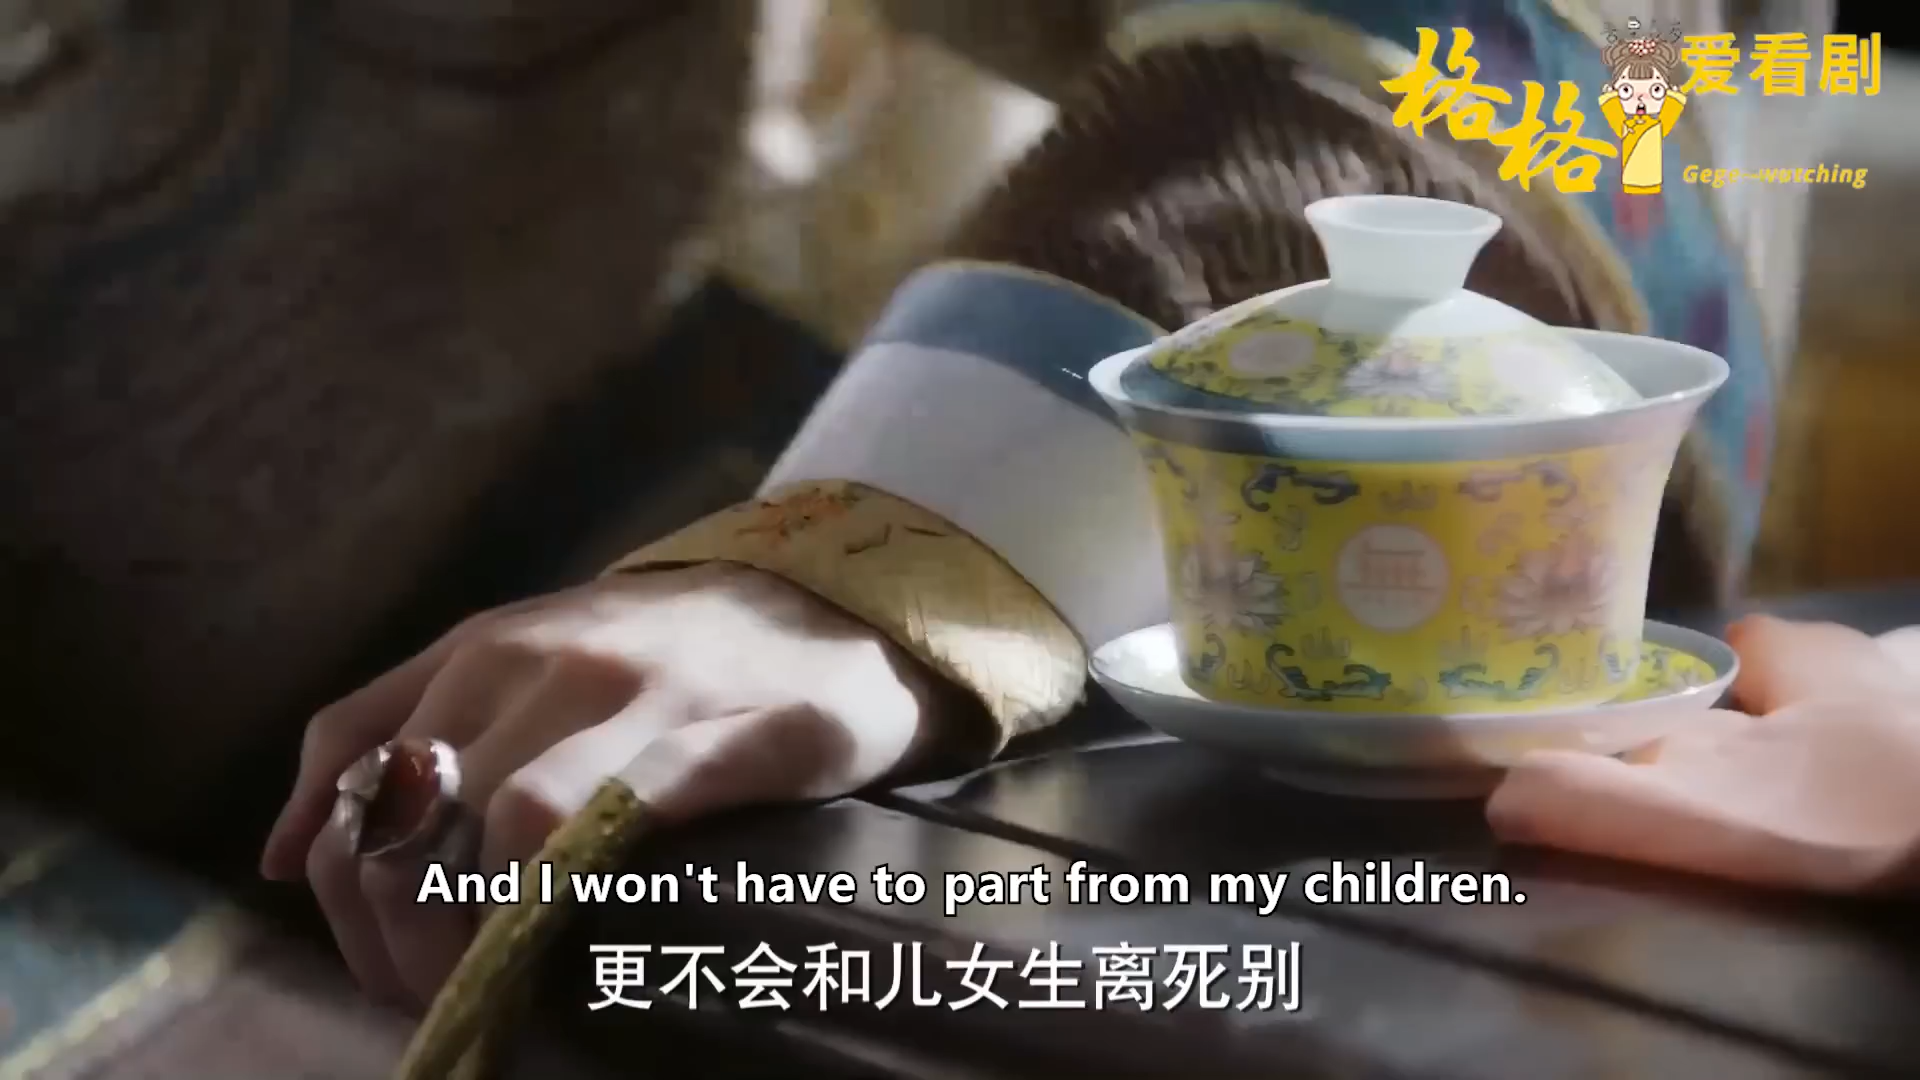 格格 爱看剧
Gege-watching
And I won't have to part from my children.
更不会和儿女生离死别